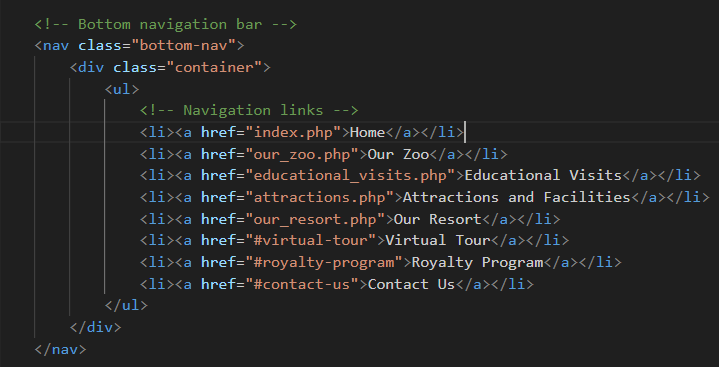 <!-- Bottom navigation bar -->
<nav class="bottom-nav">
<div class="container">
<ul>
<!-- Navigation links -->
<li><a href="index.php">Home</a></li>
<li><a href="our_zoo.php">Our Zoo</a></li>
<li><a href="educational_visits.php">Educational Visits</a></li>
<li><a href="attractions.php">Attractions and Facilities</a></li>
<li><a href="our_resort.php">Our Resort</a></li>
<li><a href="#virtual-tour">Virtual Tour</a></li>
<li><a href="#royalty-program">Royalty Program</a></li>
<li><a href="#contact-us">Contact Us</a></li>
</ul>
</div>
</nav>